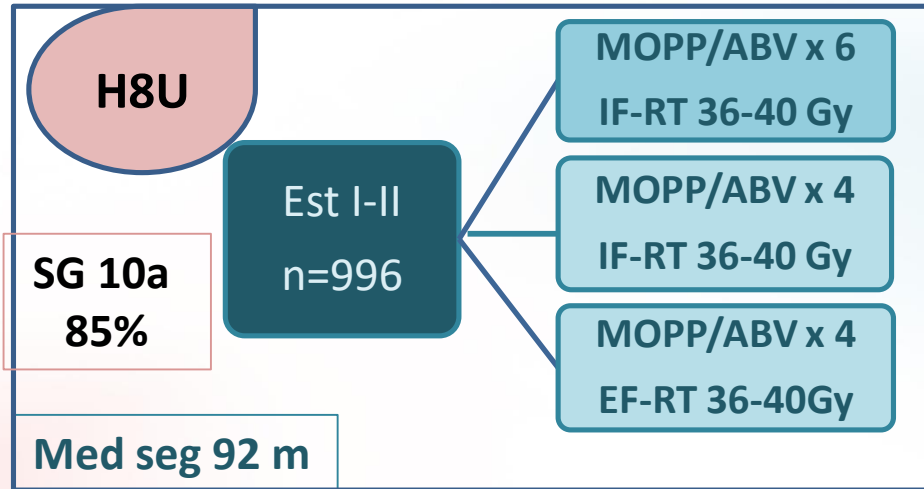 H8U
Est I-II
n=996
SG 10a
85%
Med seg 92 m
MOPP/ABV x 6
IF-RT 36-40 Gy
MOPP/ABV x 4
IF-RT 36-40 Gy
MOPP/ABV x 4
EF-RT 36-40Gy